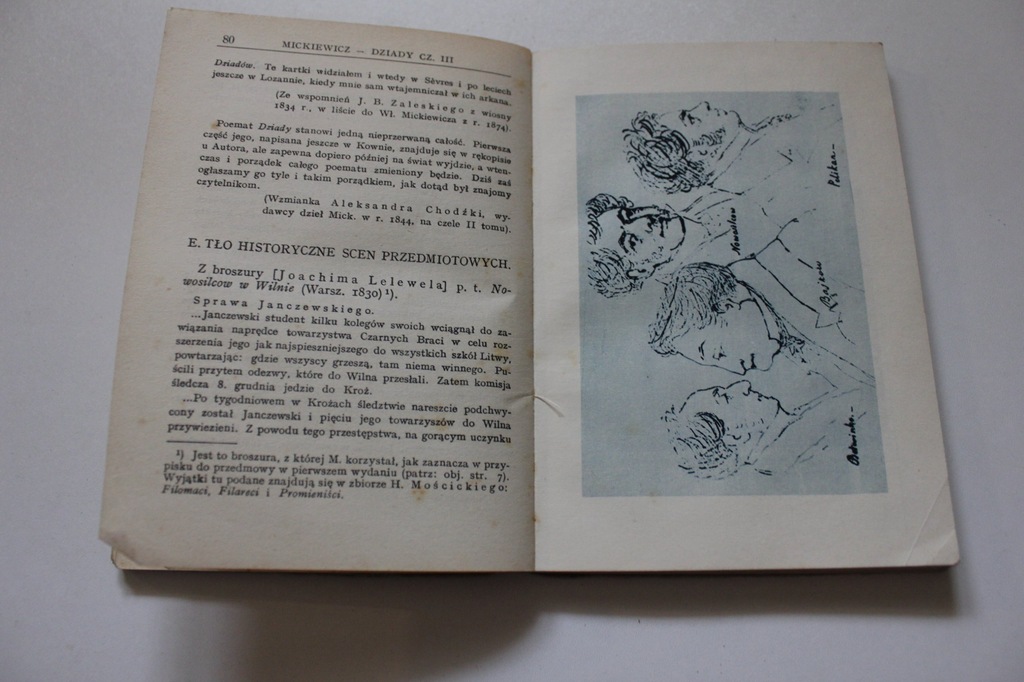 80 MICKIEWICZ — DZIADY CZ. III
Dziadów. Te kartki widziałem i wtedy w Sèvres i po leciech
jeszcze w Lozannie, kiedy mnie sam wtajemniczał w ich arkana.
(Ze wspomnień J. B. Zaleskiego z wiosny
1834 r., w liście do Wł. Mickiewicza z r. 1874).
Poemat Dziady stanowi jedną nieprzerwaną całość. Pierwsza
część jego, napisana jeszcze w Kownie, znajduje się w rękopisie
u Autora, ale zapewna dopiero później na świat wyjdzie, a wten-
czas i porządek całego poematu zmieniony będzie. Dziś zaś
ogłaszamy go tyle i takim porządkiem, jak dotąd był znajomy
czytelnikom.
(Wzmianka Aleksandra Chodźki, wy-
dawcy dzieł Mick. w r. 1844, na czele II tomu).
E. TŁO HISTORYCZNE SCEN PRZEDMIOTOWYCH.
Z broszury [Joachima Lelewela] p. t. No-
wosilcow w Wilnie (Warsz. 1830) ¹).
Sprawa Janczewskiego.
...Janczewski student kilku kolegów swoich wciągnął do za-
wiązania naprędce towarzystwa Czarnych Braci w celu roz-
szerzenia jego jak najspieszniejszego do wszystkich szkół Litwy,
powtarzając: gdzie wszyscy grzeszą, tam niema winnego. Pu-
ścili przytem odezwy, które do Wilna przesłali. Zatem komisja
śledcza 8. grudnia jedzie do Kroż.
...Po tygodniowem w Krożach śledztwie nareszcie podchwy-
cony został Janczewski i pięciu jego towarzyszów do Wilna
przywiezieni. Z powodu tego przestępstwa, na gorącym uczynku
¹) Jest to broszura, z której M. korzystał, jak zaznacza w przy-
pisku do przedmowy w pierwszem wydaniu (patrz: obj. str. 7).
Wyjątki tu podane znajdują się w zbiorze H. Mościckiego:
Filomaci, Filareci i Promieniści.
Pelikan —